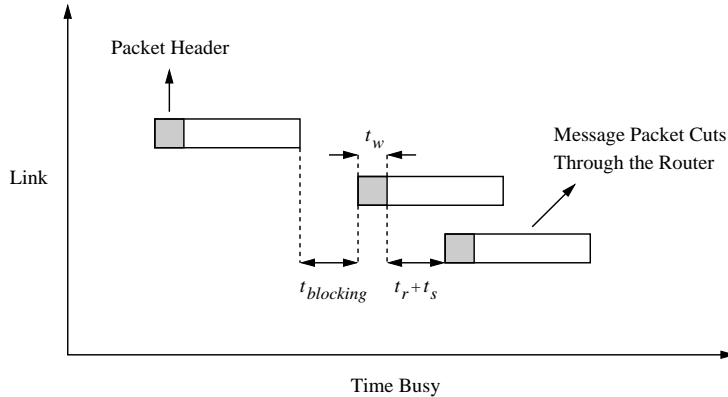 Packet Header
t_w
Message Packet Cuts
Through the Router
Link
t_blocking
t_r + t_s
Time Busy